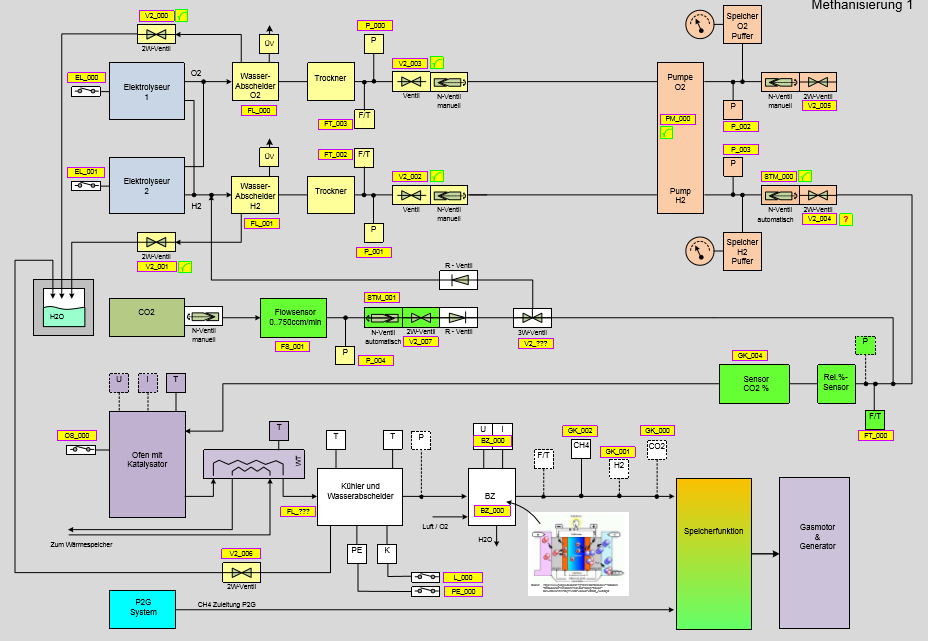 Methanisierung 1
V2_000
2W-Ventil
ÜV
P_000
P
Speicher
O2
Puffer
EL_000
Elektrolyseur
1
O2
Wasser-
Abscheider
O2
FL_000
Trockner
V2_003
Ventil
N-Ventil
manuell
F/T
FT_003
Pumpe
O2
PM_000
Pump
H2
P
P_002
N-Ventil
manuell
2W-Ventil
V2_005
EL_001
Elektrolyseur
2
H2
ÜV
Wasser-
Abscheider
H2
FL_001
Trockner
FT_002
F/T
V2_002
Ventil
N-Ventil
manuell
P
P_001
P_003
P
STM_000
N-Ventil
automatisch
2W-Ventil
V2_004
?
Speicher
H2
Puffer
2W-Ventil
V2_001
R - Ventil
H2O
CO2
N-Ventil
manuell
Flowsensor
0..750ccm/min
FS_001
STM_001
N-Ventil
automatisch
2W-Ventil
V2_007
R - Ventil
P
P_004
3W-Ventil
V2_???
P
GK_004
Sensor
CO2 %
Rel.%-
Sensor
F/T
FT_000
U
I
T
OS_000
Ofen mit
Katalysator
T
WT
T
T
P
Kühler und
Wasserabscheider
FL_???
U
I
BZ_000
BZ
BZ_000
Luft / O2
H2O
F/T
GK_002
CH4
GK_001
H2
GK_000
CO2
Speicherfunktion
Gasmotor
&
Generator
Zum Wärmespeicher
V2_006
2W-Ventil
PE
K
L_000
PE_000
P2G
System
CH4 Zuleitung P2G